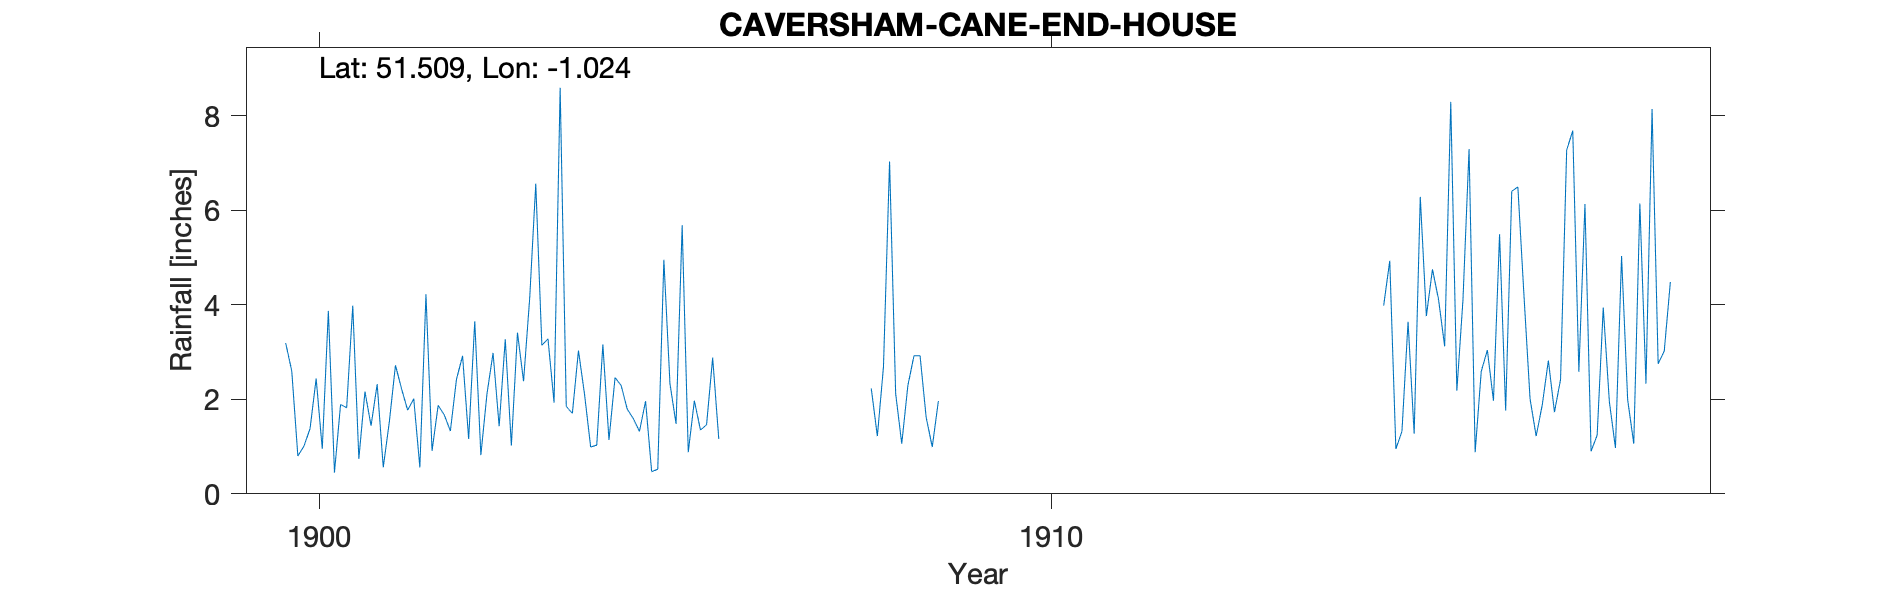 CAVERSHAM-CANE-END-HOUSE
Lat: 51.509, Lon: -1.024
8
6
4
2
0
Rainfall [inches]
1900
1910
Year